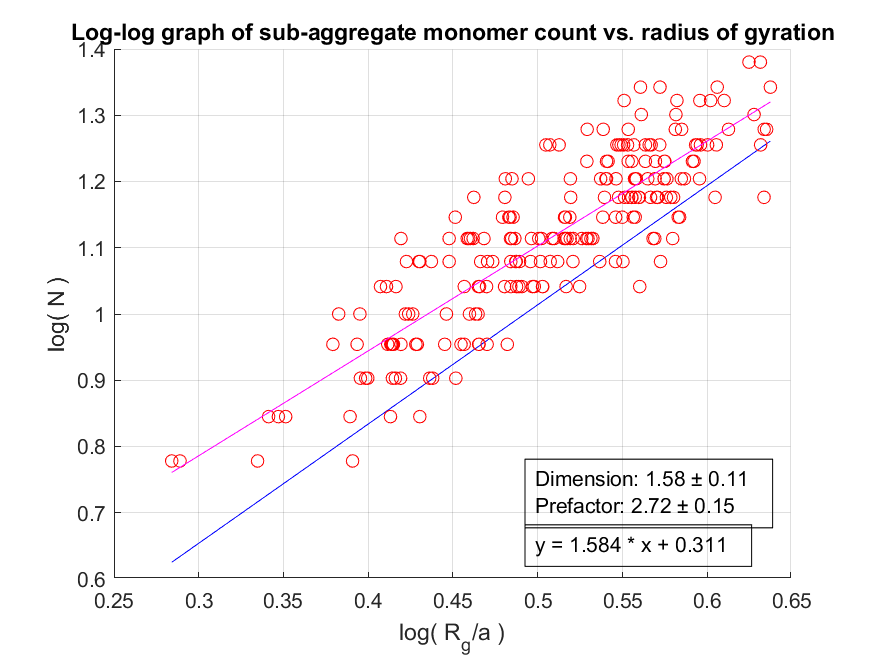 Log-log graph of sub-aggregate monomer count vs. radius of gyration
1.4
1.3
1.2
1.1
1
0.9
0.8
0.7
0.6
log( N )
Dimension: 1.58 ± 0.11
Prefactor: 2.72 ± 0.15
y = 1.584 * x + 0.311
0.25 0.3 0.35 0.4 0.45 0.5 0.55 0.6 0.65
log( R_g/a )